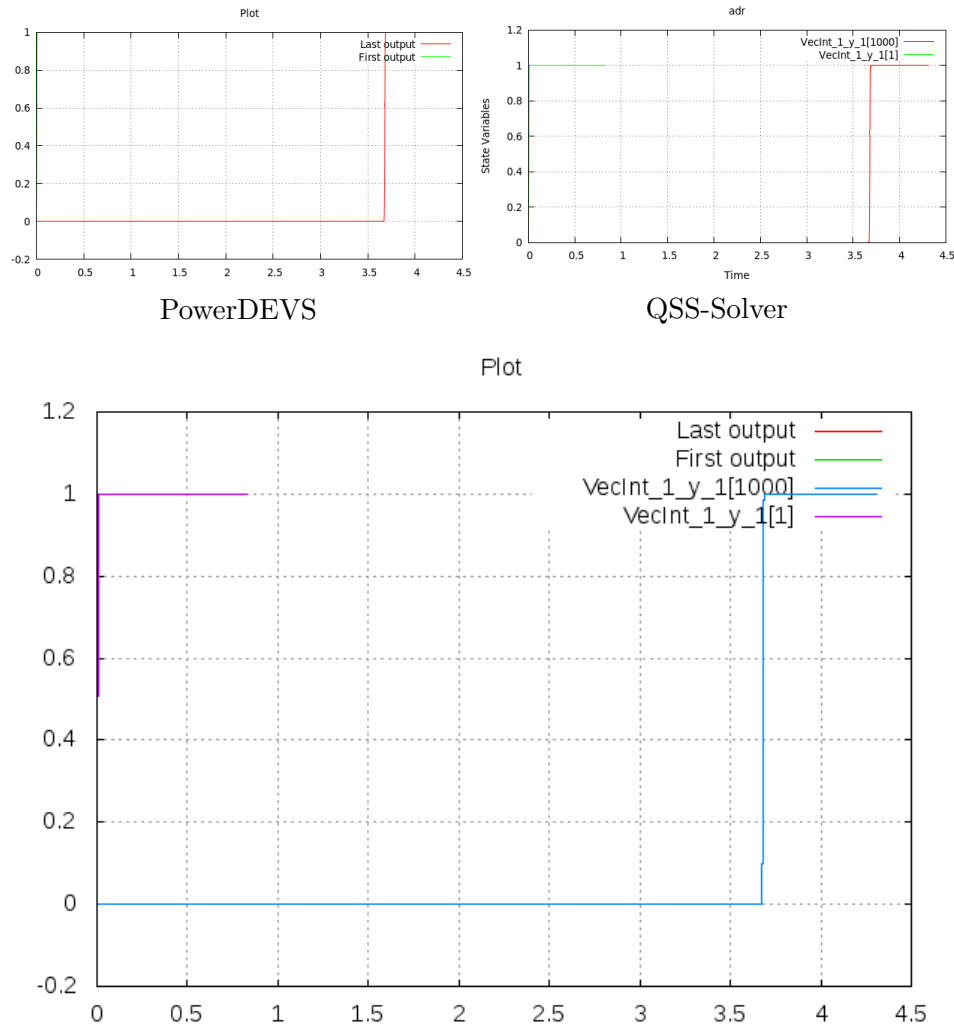 Plot
1
0.8
0.6
0.4
0.2
0
-0.2
Last output
First output
0 0.5 1 1.5 2 2.5 3 3.5 4 4.5
PowerDEVS
adr
1.2
1
0.8
0.6
0.4
0.2
0
State Variables
VecInt_1_y_1[1000]
VecInt_1_y_1[1]
0 0.5 1 1.5 2 2.5 3 3.5 4 4.5
Time
QSS-Solver
Plot
1.2
1
0.8
0.6
0.4
0.2
0
-0.2
Last output
First output
VecInt_1_y_1[1000]
VecInt_1_y_1[1]
0 0.5 1 1.5 2 2.5 3 3.5 4 4.5